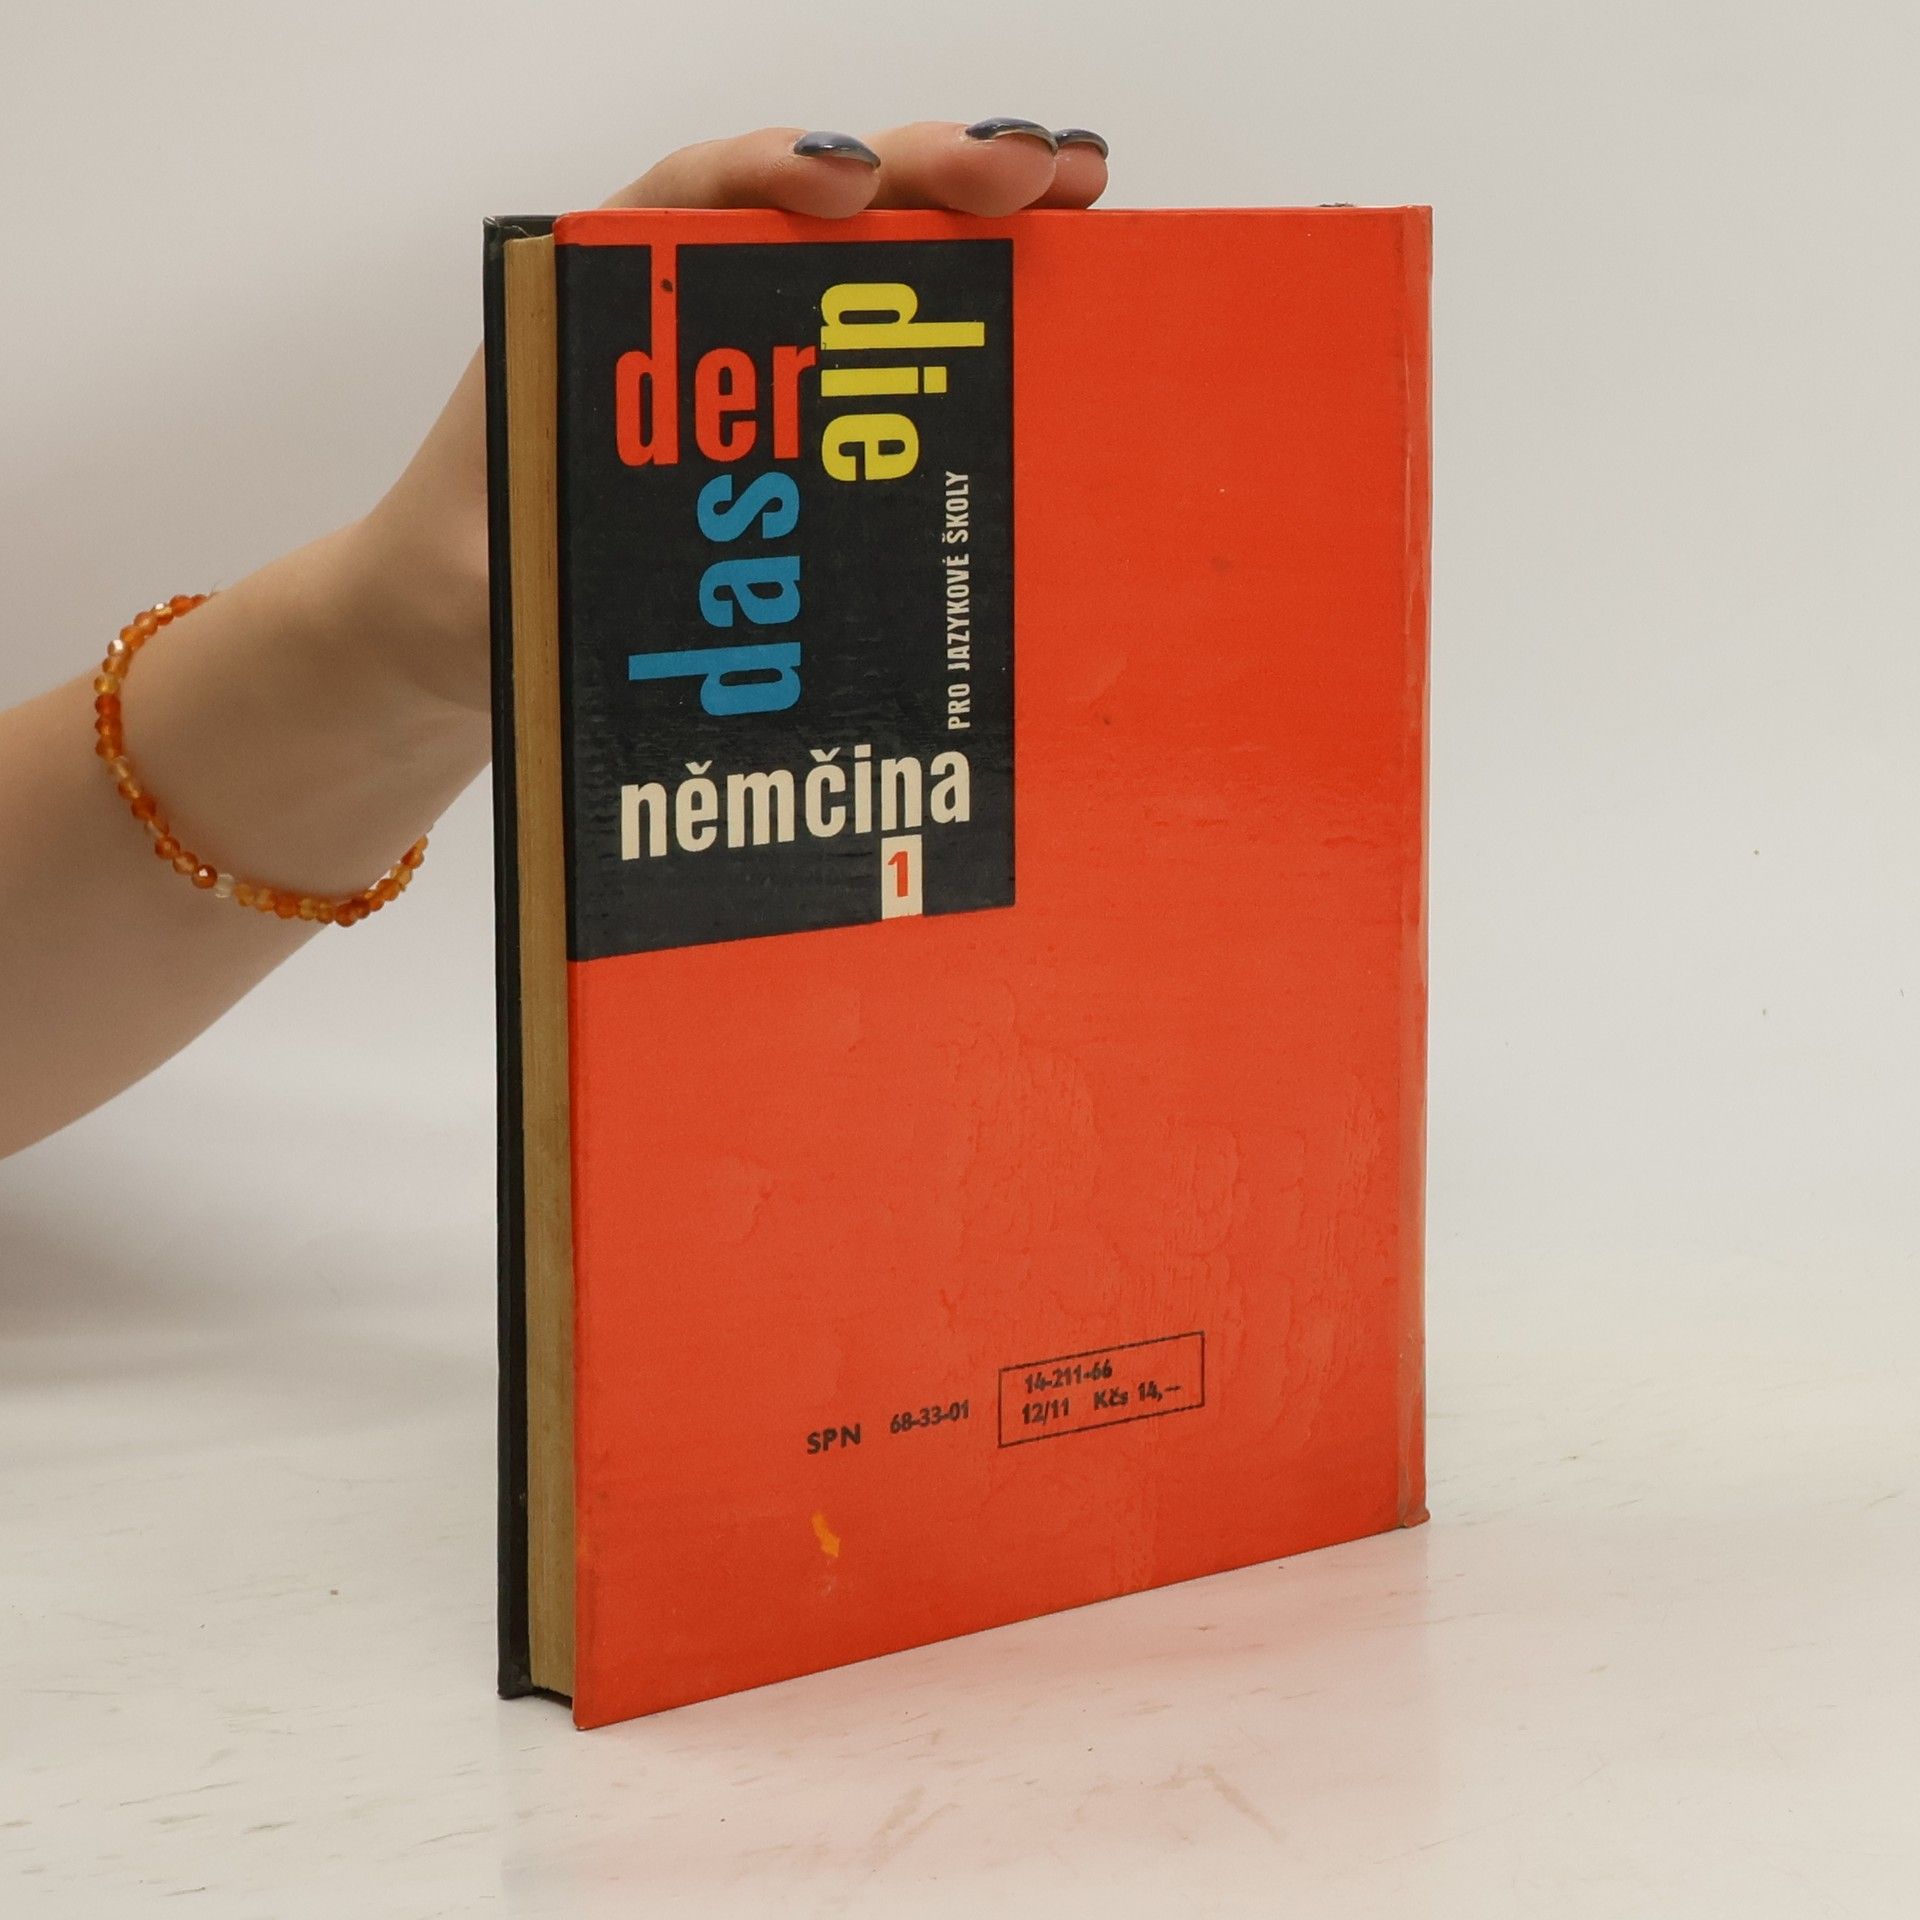 der
die
das
PRO JAZYKOVÉ ŠKOLY
němčina
1
SPN 68-33-01
14-211-66
12/11 Kčs 14,—